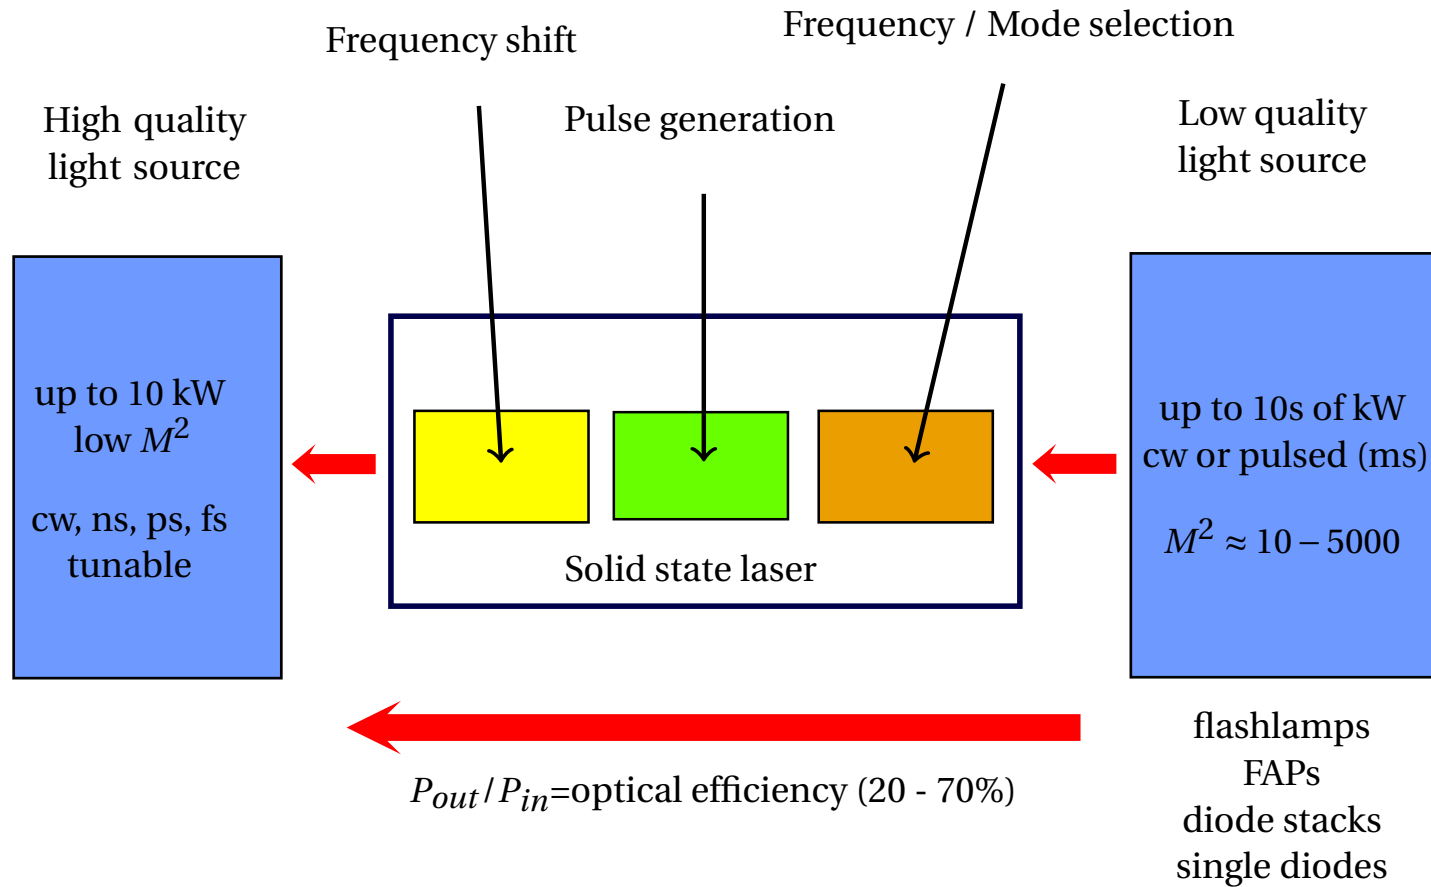 Frequency shift
Frequency / Mode selection
High quality
light source
Pulse generation
Low quality
light source
up to 10 kW
low M²
cw, ns, ps, fs
tunable
Solid state laser
up to 10s of kW
cw or pulsed (ms)
M² ≈ 10 – 5000
P_out/P_in=optical efficiency (20 - 70%)
flashlamps
FAPs
diode stacks
single diodes